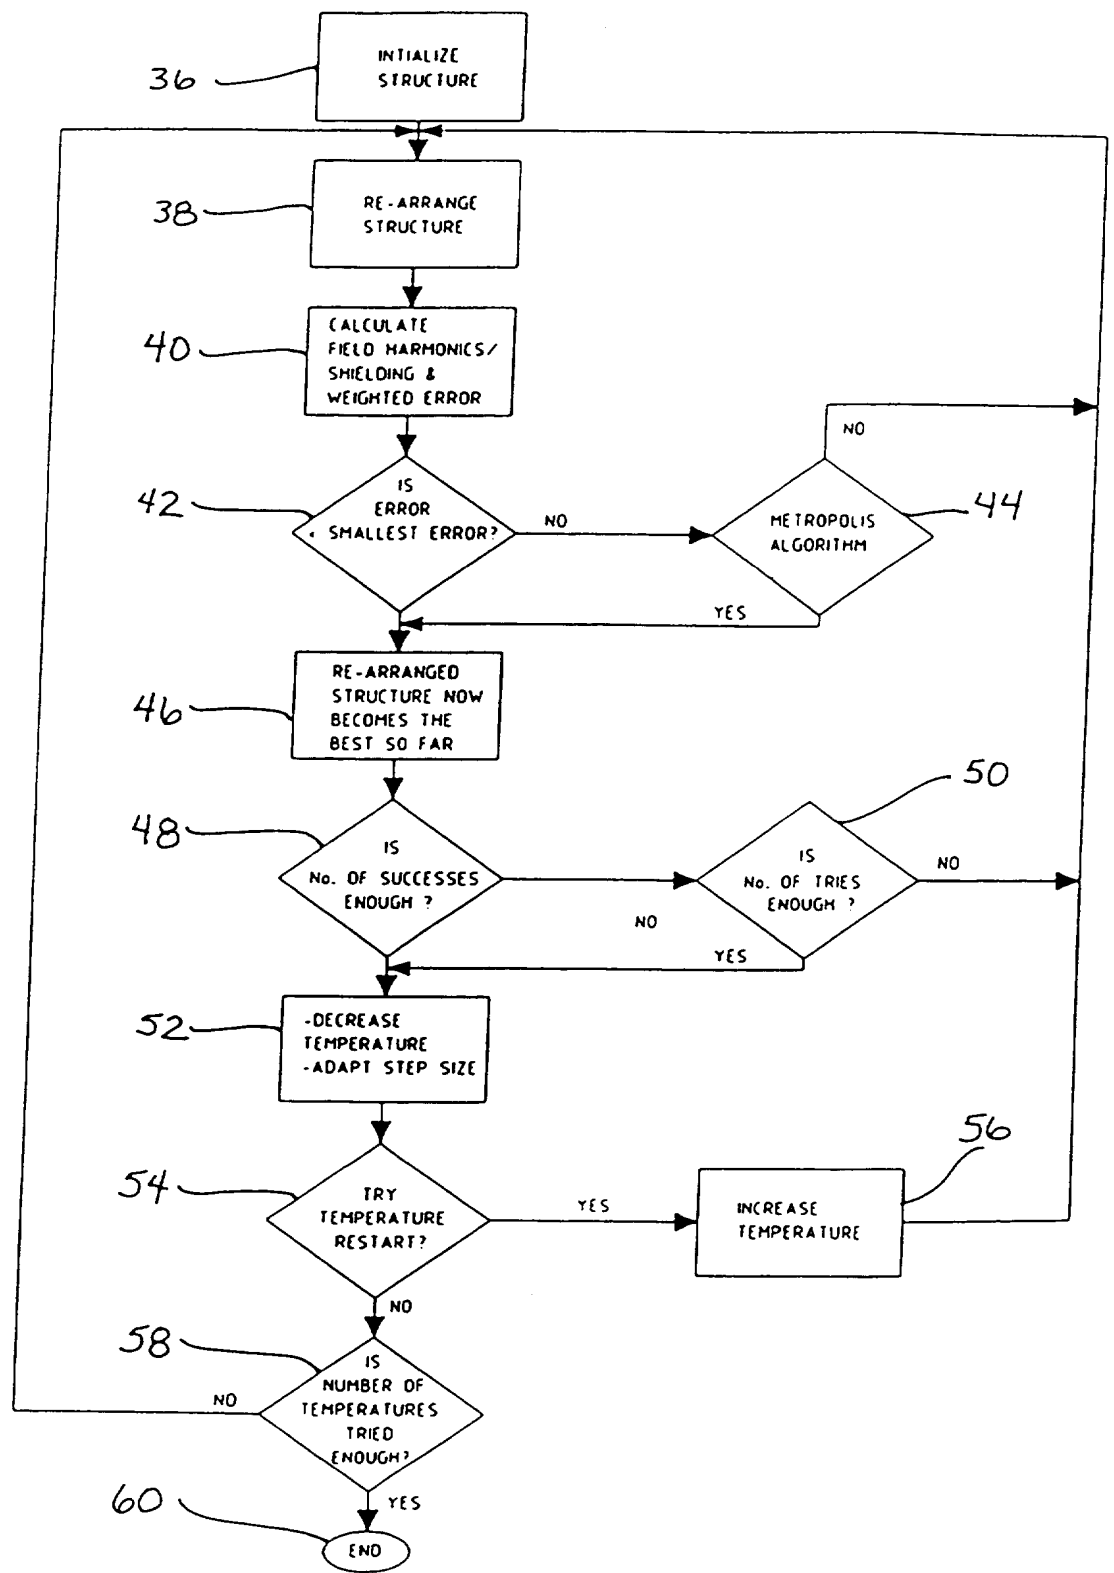 INTIALIZE
STRUCTURE
36
RE-ARRANGE
STRUCTURE
38
CALCULATE
FIELD HARMONICS/
SHIELDING &
WEIGHTED ERROR
40
NO
IS
ERROR
< SMALLEST ERROR?
42
NO
METROPOLIS
ALGORITHM
44
YES
RE-ARRANGED
STRUCTURE NOW
BECOMES THE
BEST SO FAR
46
50
IS
No. OF SUCCESSES
ENOUGH ?
48
NO
IS
No. OF TRIES
ENOUGH ?
NO
YES
-DECREASE
TEMPERATURE
-ADAPT STEP SIZE
52
56
TRY
TEMPERATURE
RESTART?
54
YES
INCREASE
TEMPERATURE
NO
58
IS
NUMBER OF
TEMPERATURES
TRIED
ENOUGH?
NO
YES
60
END